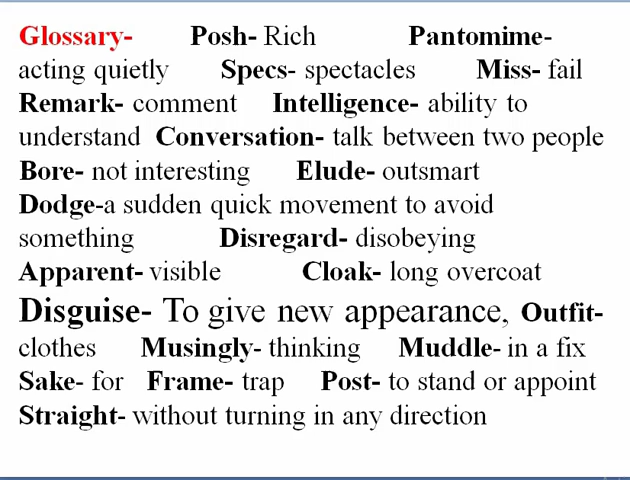 Glossary- Posh- Rich Pantomime-
acting quietly Specs- spectacles Miss- fail
Remark- comment Intelligence- ability to
understand Conversation- talk between two people
Bore- not interesting Elude- outsmart
Dodge-a sudden quick movement to avoid
something Disregard- disobeying
Apparent- visible Cloak- long overcoat
Disguise- To give new appearance, Outfit-
clothes Musingly- thinking Muddle- in a fix
Sake- for Frame- trap Post- to stand or appoint
Straight- without turning in any direction